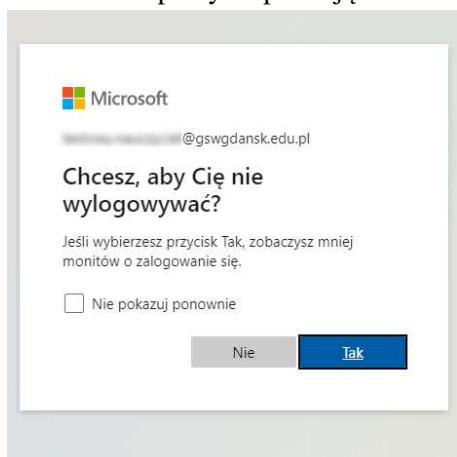 Microsoft
@gswgdansk.edu.pl
Chcesz, aby Cię nie
wylogowywać?
Jeśli wybierzesz przycisk Tak, zobaczysz mniej
monitów o zalogowanie się.
Nie pokazuj ponownie
Nie
Tak